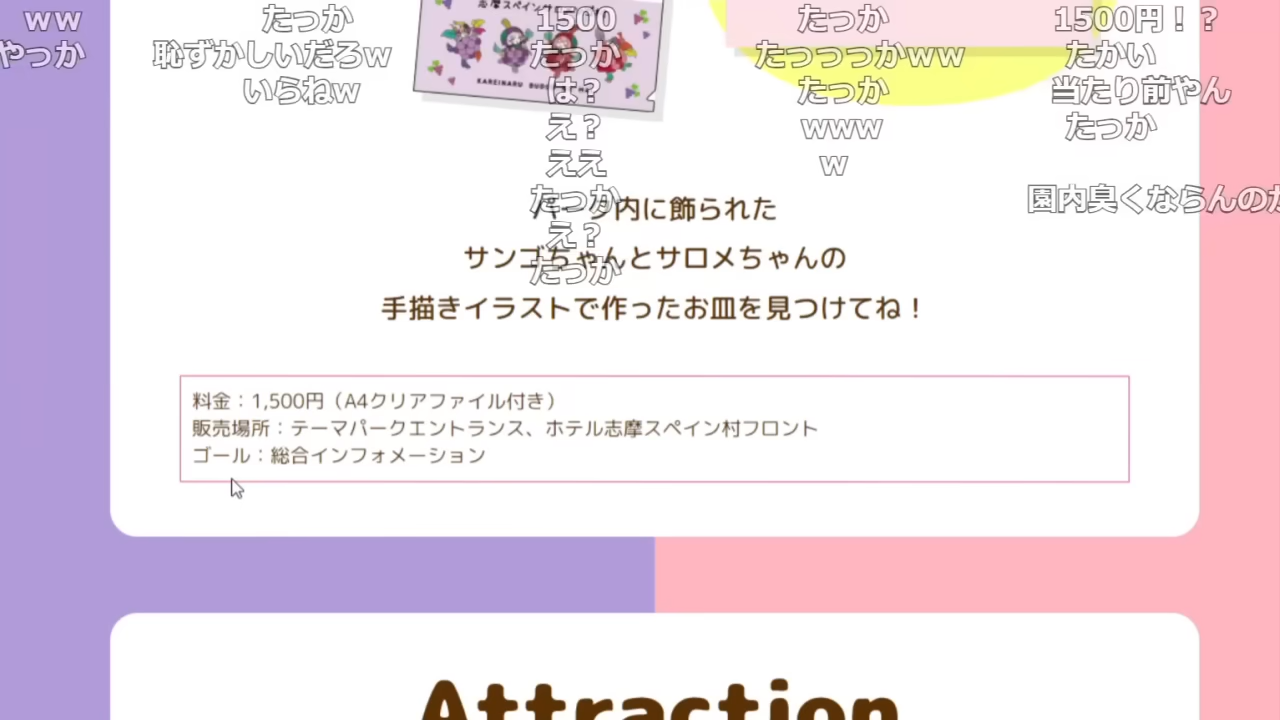 ｗｗ
たっか
1500
たっか
1500円！？
やっか
恥ずかしいだろw
たっか
たっっっかｗｗ
たかい
いらねw
は？
たっか
当たり前やん
え？
www
たっか
ええ
w
たっか
園内臭くならんのか
え？
たっか
志摩スペイン
パーク内に飾られた
サンゴちゃんとサロメちゃんの
手描きイラストで作ったお皿を見つけてね！
料金：1,500円（A4クリアファイル付き）
販売場所：テーマパークエントランス、ホテル志摩スペイン村フロント
ゴール：総合インフォメーション
Attraction